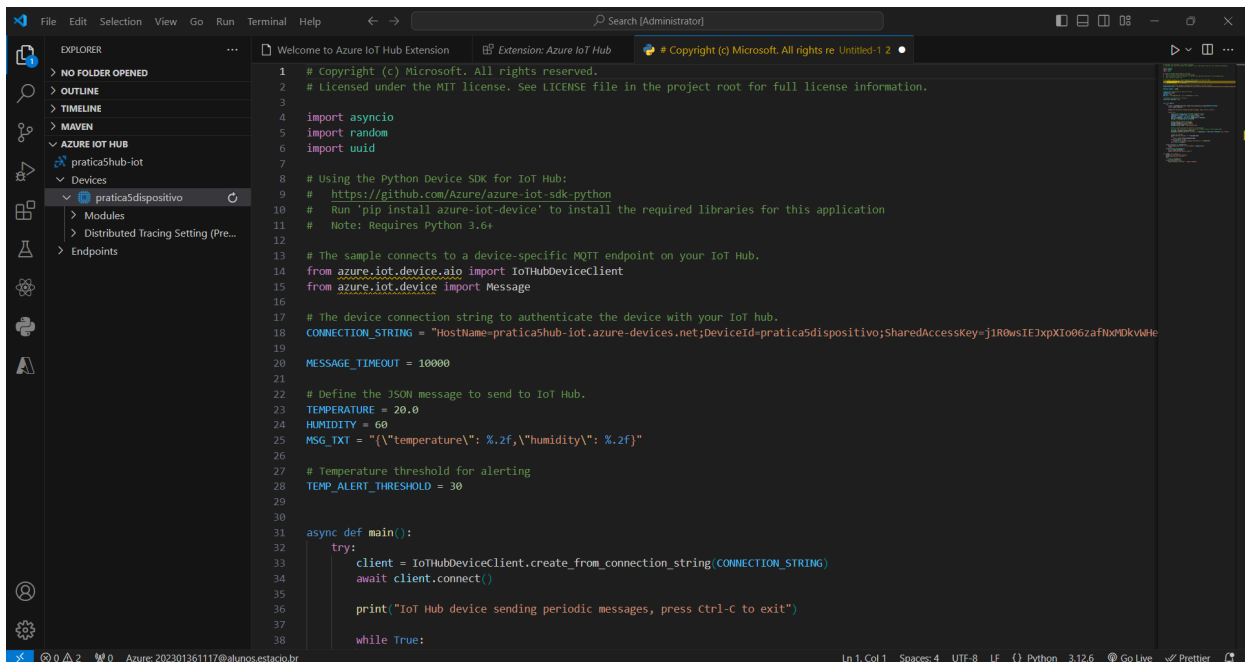 File Edit Selection View Go Run Terminal Help
Search [Administrator]
EXPLORER
NO FOLDER OPENED
OUTLINE
TIMELINE
MAVEN
AZURE IOT HUB
pratica5hub-iot
Devices
pratica5dispositivo
Modules
Distributed Tracing Setting (Pre...
Endpoints
1
Welcome to Azure IoT Hub Extension
Extension: Azure IoT Hub
# Copyright (c) Microsoft. All rights re Untitled-1 2
1 # Copyright (c) Microsoft. All rights reserved.
2 # Licensed under the MIT license. See LICENSE file in the project root for full license information.
3
4 import asyncio
5 import random
6 import uuid
7
8 # Using the Python Device SDK for IoT Hub:
9 #   https://github.com/Azure/azure-iot-sdk-python
10 #   Run 'pip install azure-iot-device' to install the required libraries for this application
11 #   Note: Requires Python 3.6+
12
13 # The sample connects to a device-specific MQTT endpoint on your IoT Hub.
14 from azure.iot.device.aio import IoTHubDeviceClient
15 from azure.iot.device import Message
16
17 # The device connection string to authenticate the device with your IoT hub.
18 CONNECTION_STRING = "HostName=pratica5hub-iot.azure-devices.net;DeviceId=pratica5dispositivo;SharedAccessKey=j1R0wsIEJxpXIo06zafNxMDkvWHe
19
20 MESSAGE_TIMEOUT = 10000
21
22 # Define the JSON message to send to IoT Hub.
23 TEMPERATURE = 20.0
24 HUMIDITY = 60
25 MSG_TXT = "{\"temperature\": %.2f,\"humidity\": %.2f}"
26
27 # Temperature threshold for alerting
28 TEMP_ALERT_THRESHOLD = 30
29
30
31 async def main():
32     try:
33         client = IoTHubDeviceClient.create_from_connection_string(CONNECTION_STRING)
34         await client.connect()
35
36         print("IoT Hub device sending periodic messages, press Ctrl-C to exit")
37
38         while True:
0 2 0 Azure: 202301361117@alunos.estacio.br
Ln 1, Col 1 Spaces: 4 UTF-8 LF {} Python 3.12.6 Go Live Prettier